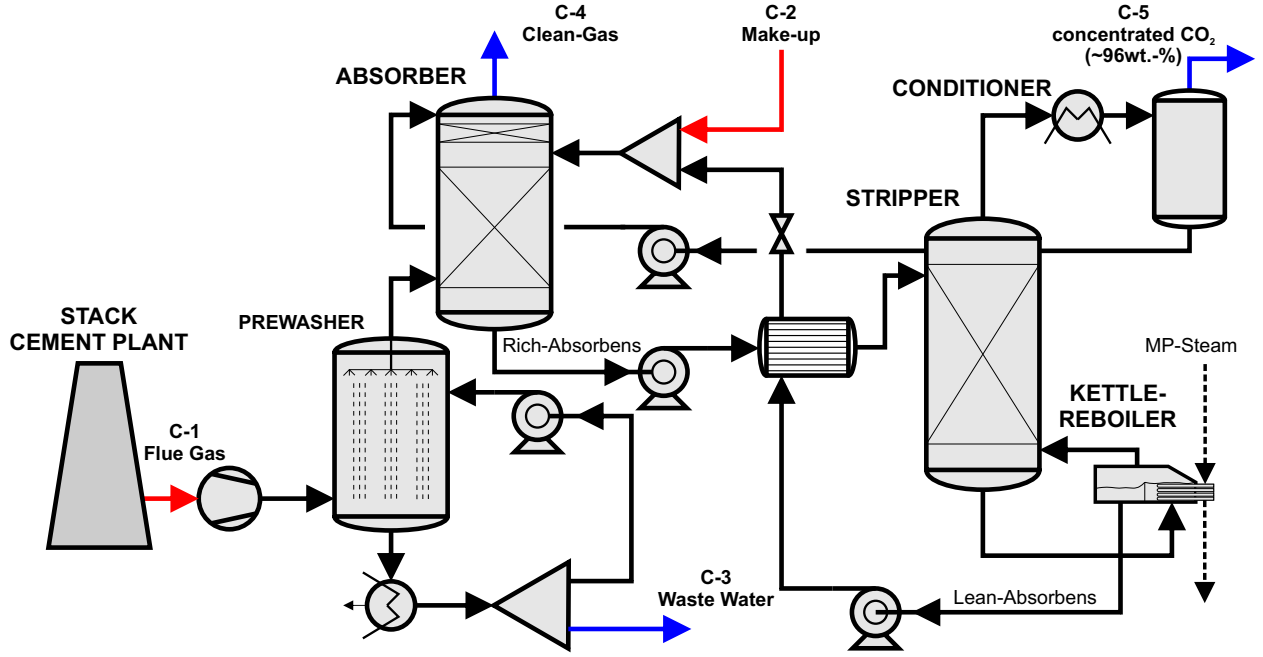 C-4
Clean-Gas
C-2
Make-up
C-5
concentrated CO₂
(~96wt.-%)
ABSORBER
CONDITIONER
STRIPPER
STACK
CEMENT PLANT
PREWASHER
Rich-Absorbens
MP-Steam
KETTLE-
REBOILER
C-1
Flue Gas
C-3
Waste Water
Lean-Absorbens